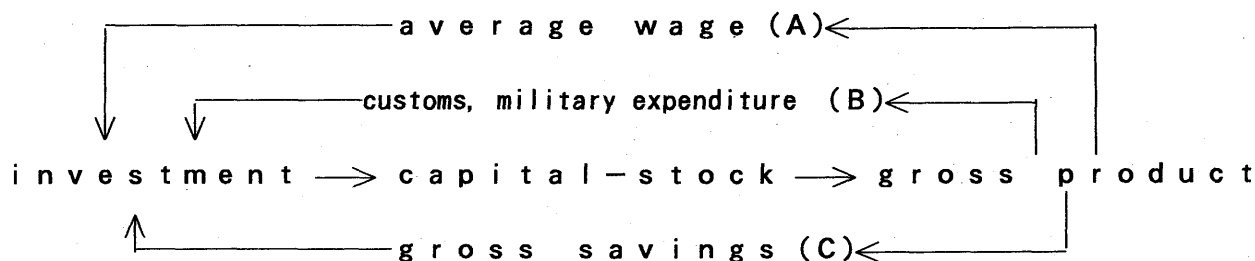 average wage (A)
customs, military expenditure (B)
investment → capital-stock → gross product
gross savings (C)